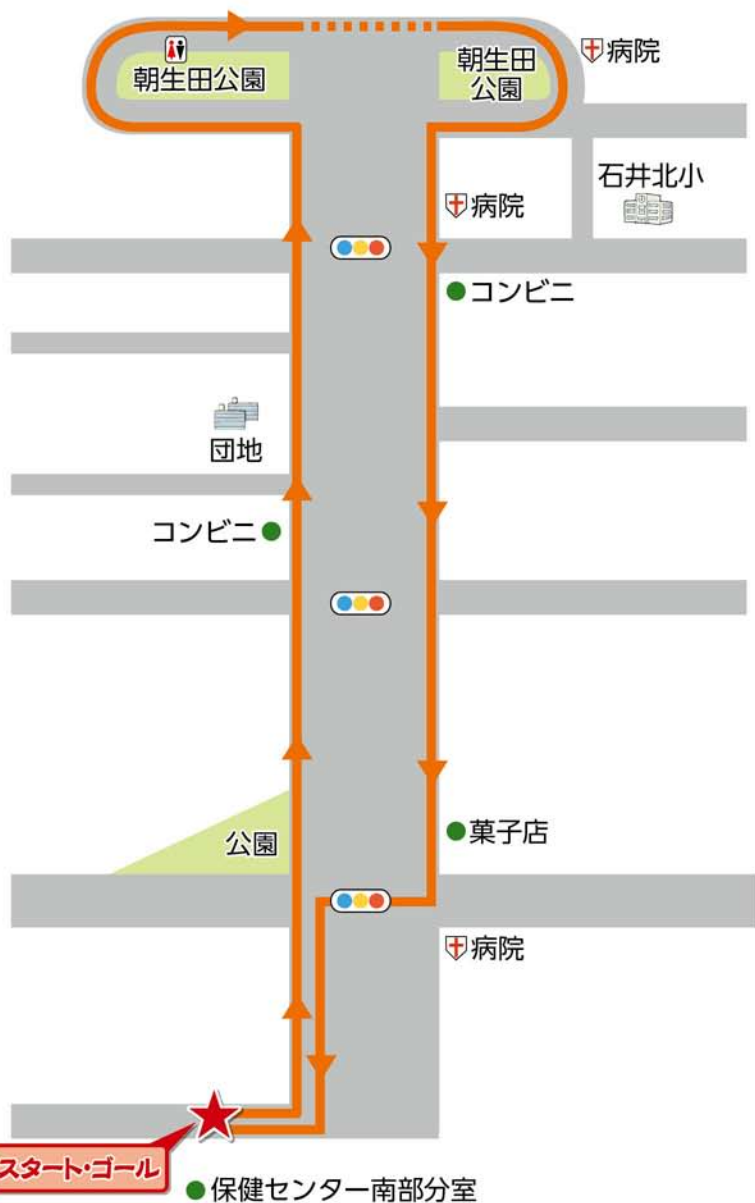 病院
朝生田公園
朝生田
公園
石井北小
病院
コンビニ
団地
コンビニ
菓子店
公園
病院
スタート・ゴール
保健センター南部分室